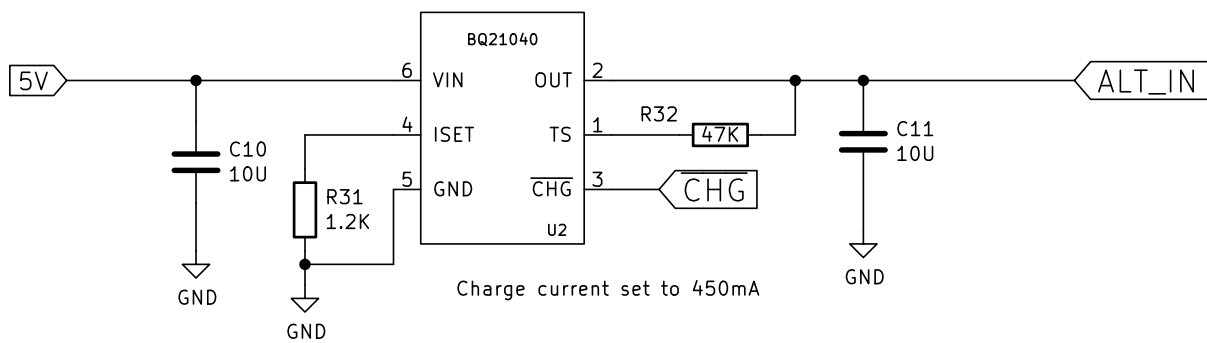 BQ21040
5V
6
VIN
OUT
2
ALT_IN
4
ISET
TS
1
R32
47K
C10
10U
C11
10U
5
GND
CHG
3
CHG
R31
1.2K
U2
GND
GND
GND
Charge current set to 450mA